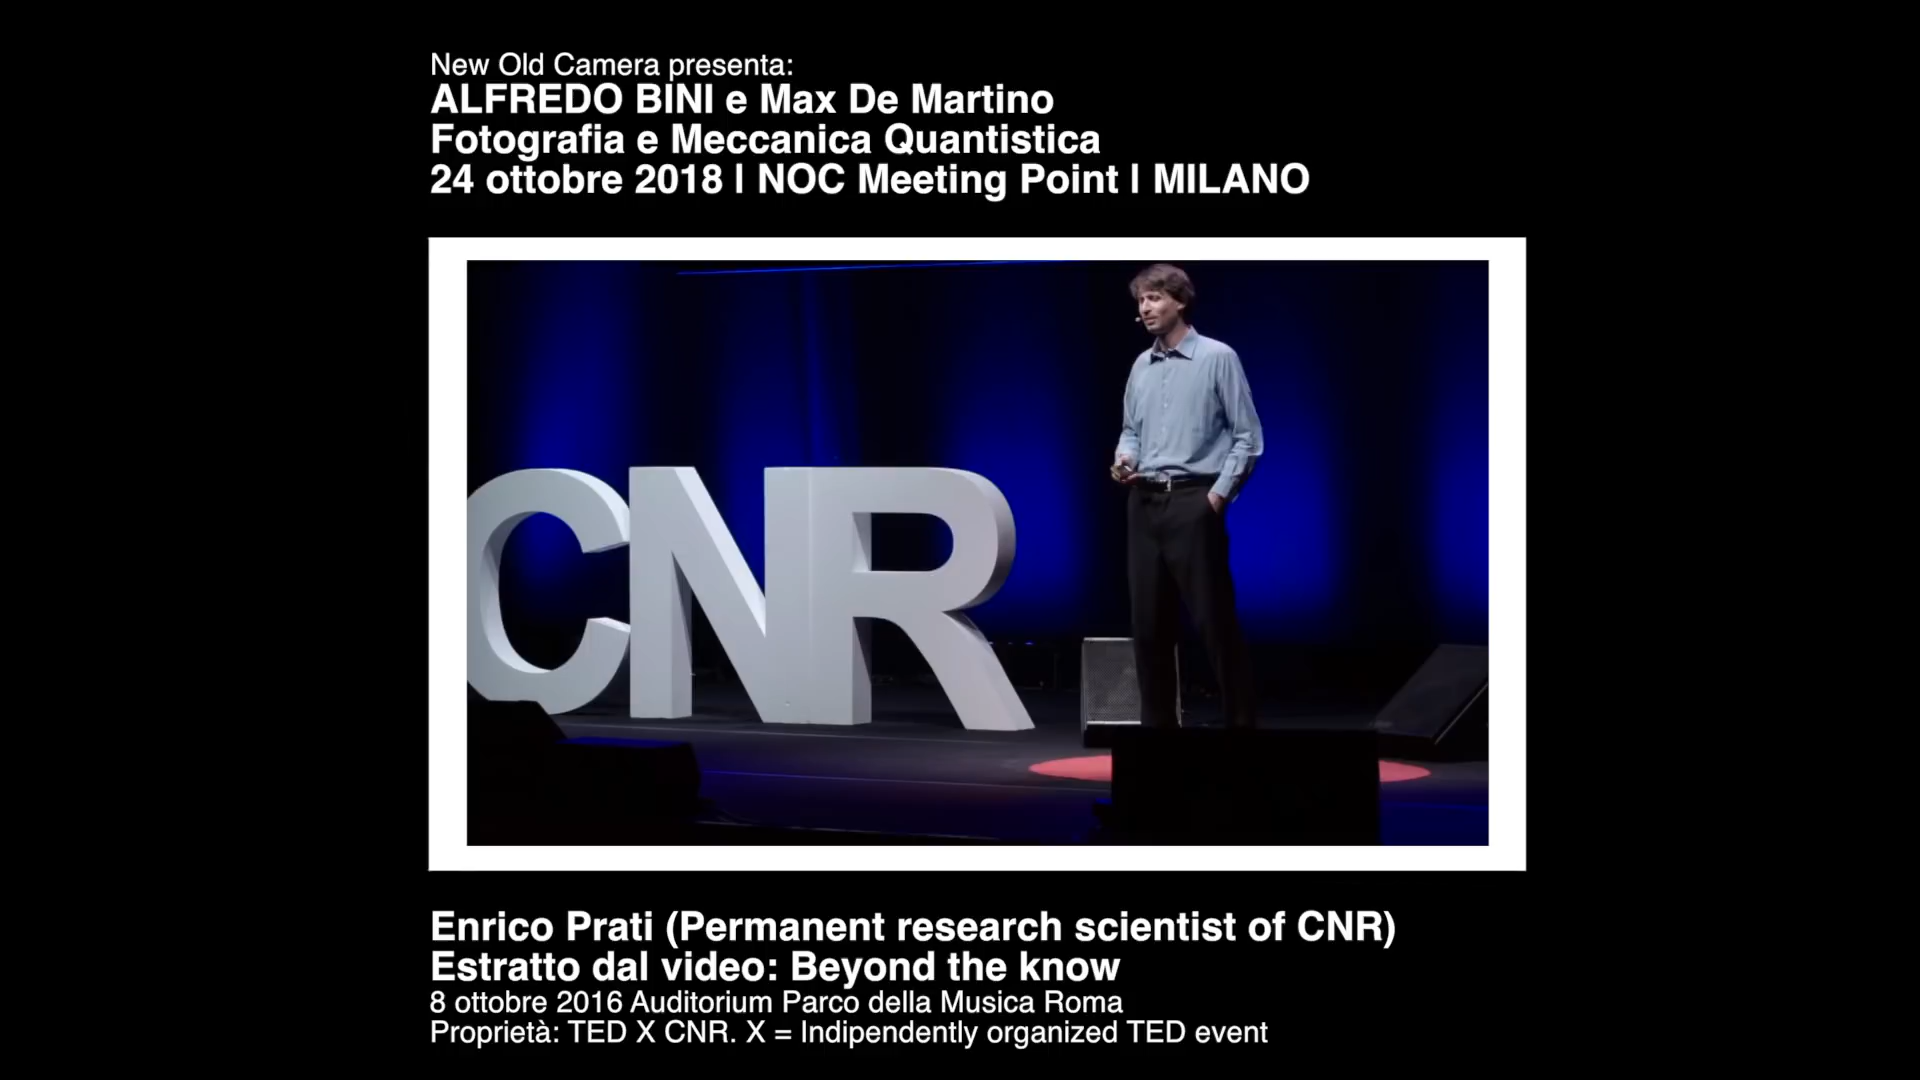 New Old Camera presenta:
ALFREDO BINI e Max De Martino
Fotografia e Meccanica Quantistica
24 ottobre 2018 | NOC Meeting Point | MILANO
CNR
Enrico Prati (Permanent research scientist of CNR)
Estratto dal video: Beyond the know
8 ottobre 2016 Auditorium Parco della Musica Roma
Proprietà: TED X CNR. X = Indipendently organized TED event